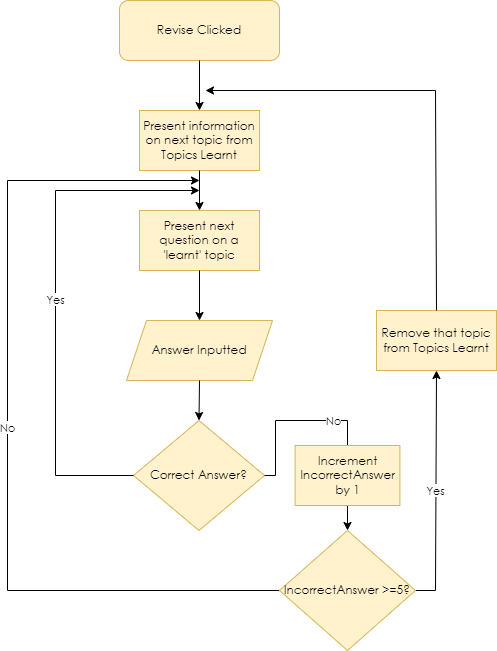 Revise Clicked
Present information
on next topic from
Topics Learnt
Present next
question on a
'learnt' topic
Yes
Answer Inputted
Remove that topic
from Topics Learnt
No
No
Correct Answer?
Increment
IncorrectAnswer
by 1
Yes
IncorrectAnswer >=5?